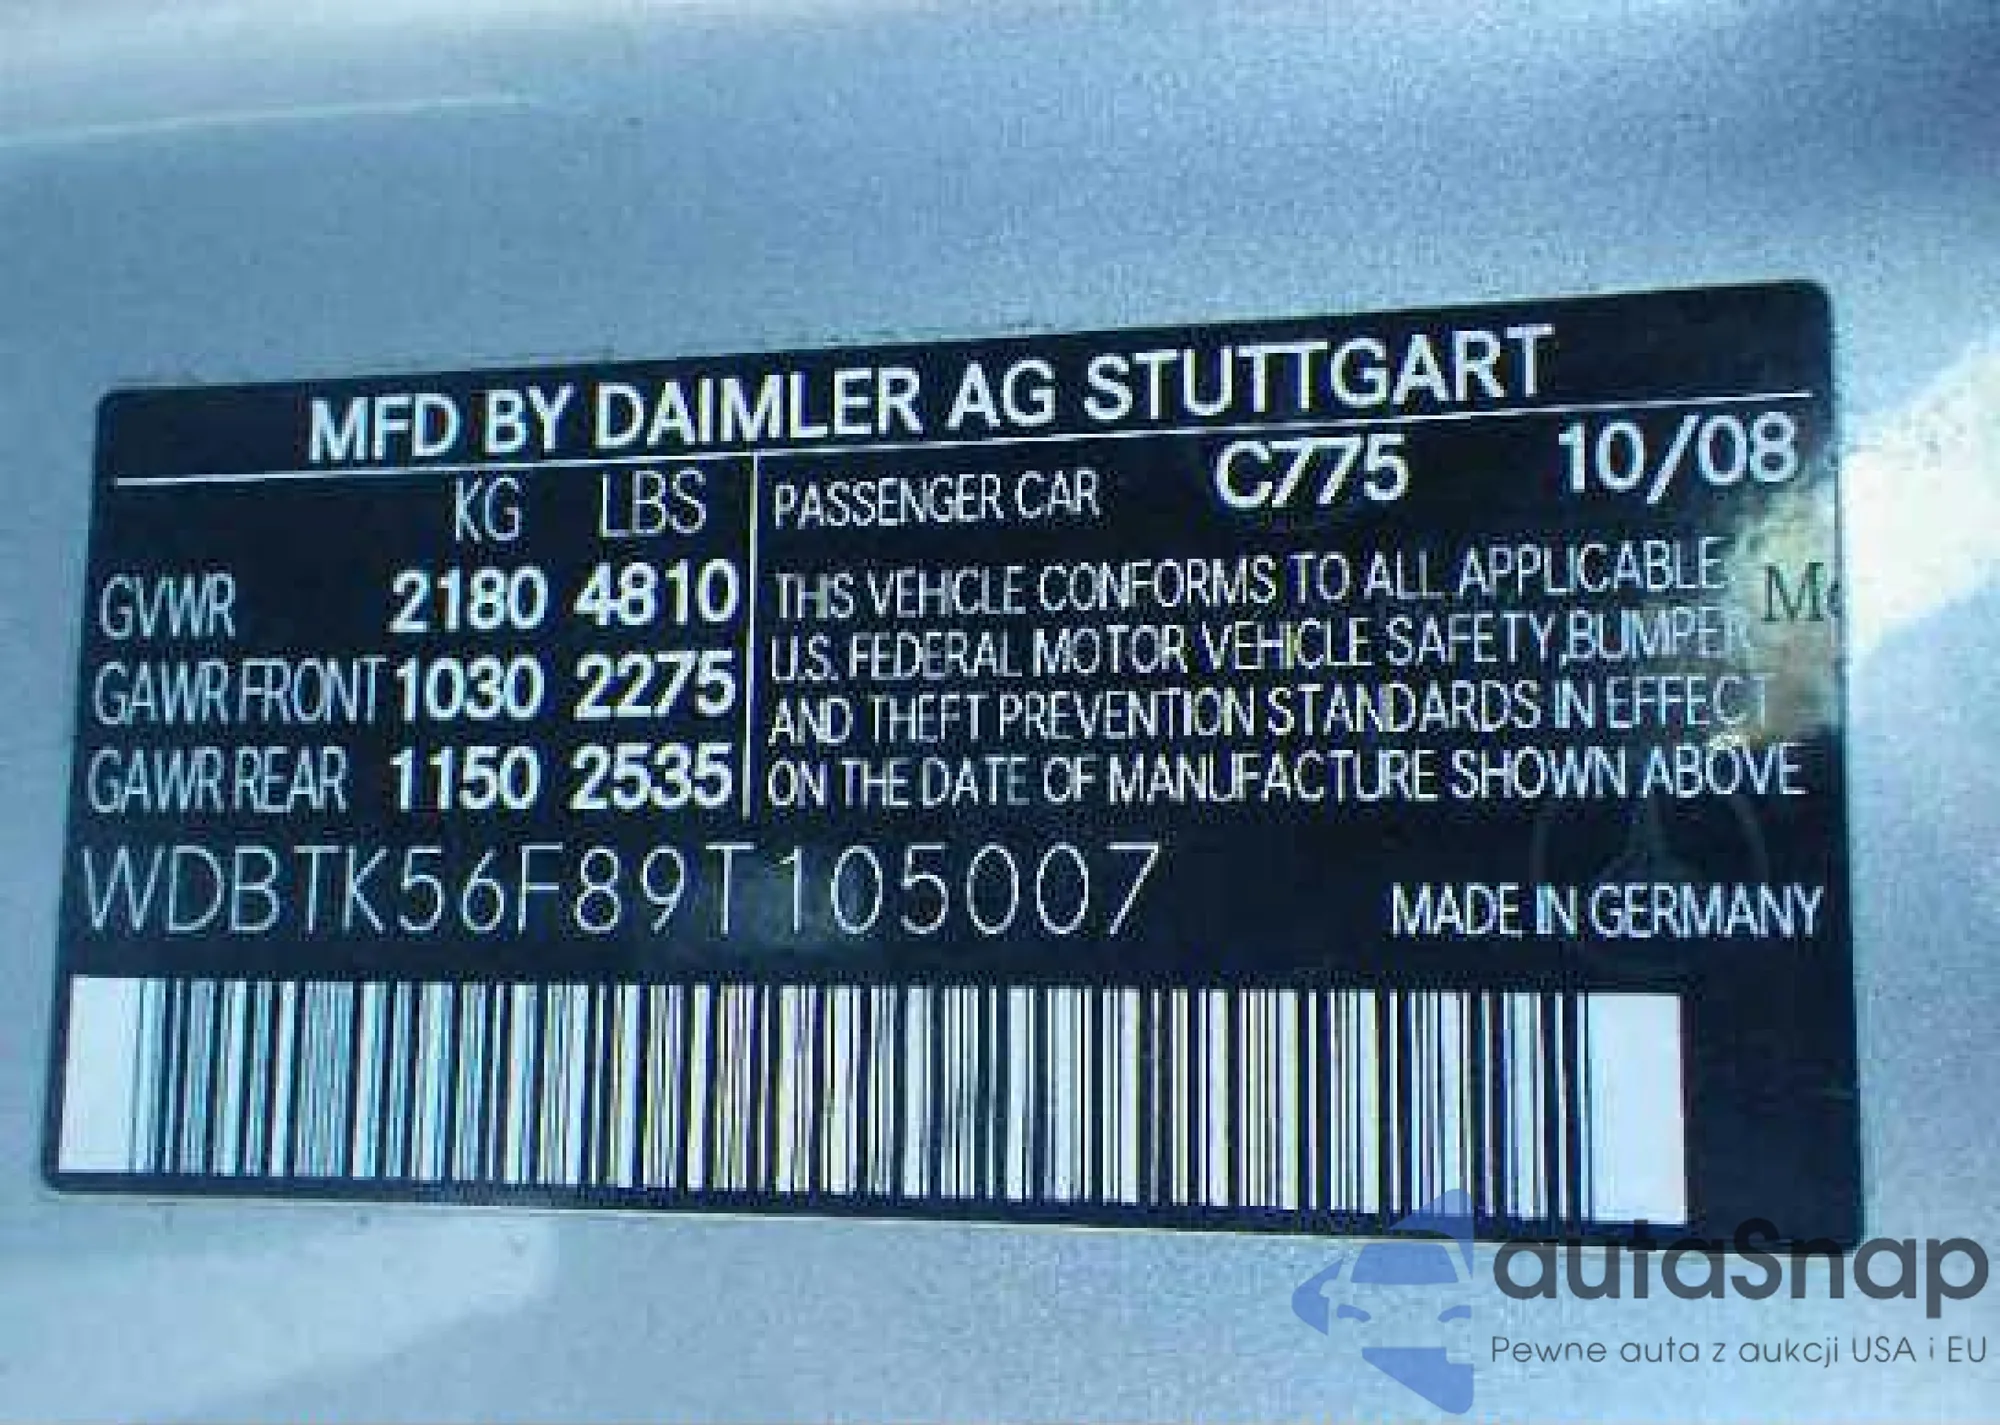 MFD BY DAIMLER AG STUTTGART
KG LBS
GVWR 2180 4810
GAWR FRONT 1030 2275
GAWR REAR 1150 2535
PASSENGER CAR C775 10/08
THIS VEHICLE CONFORMS TO ALL APPLICABLE
U.S. FEDERAL MOTOR VEHICLE SAFETY, BUMPER
AND THEFT PREVENTION STANDARDS IN EFFECT
ON THE DATE OF MANUFACTURE SHOWN ABOVE
WDBTK56F89T105007
MADE IN GERMANY
autaSnap
Pewne auta z aukcji USA i EU